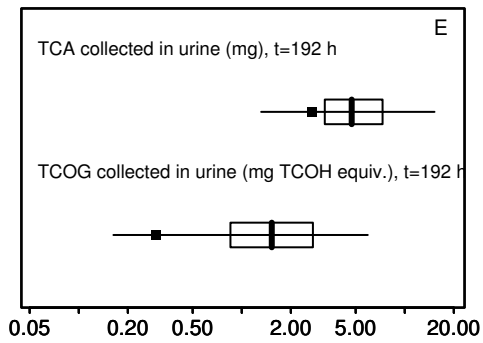 E
TCA collected in urine (mg), t=192 h
TCOG collected in urine (mg TCOH equiv.), t=192 h
0.05 0.20 0.50 2.00 5.00 20.00